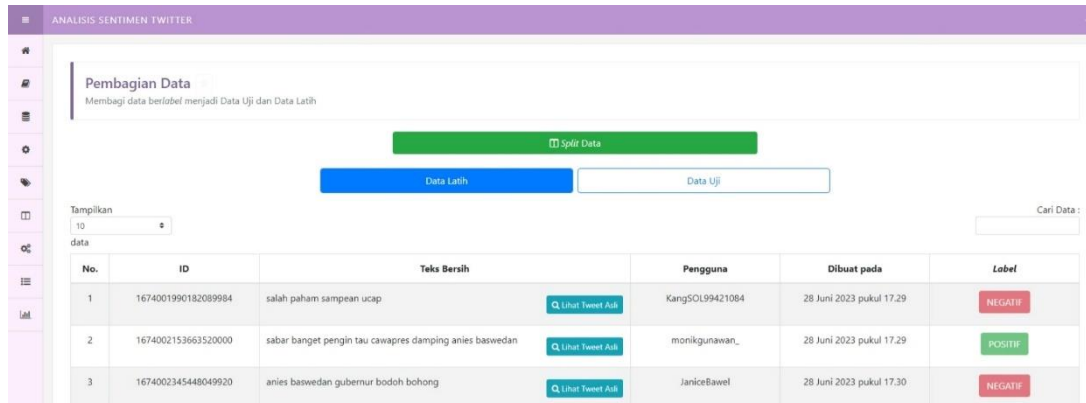 ANALISIS SENTIMEN TWITTER
Pembagian Data
Membagi data berlabel menjadi Data Uji dan Data Latih
Split Data
Data Latih Data Uji
Tampilkan Cari Data :
10
data
No. ID Teks Bersih Pengguna Dibuat pada Label
1 1674001990182089984 salah paham sampean ucap Lihat Tweet Asli KangSOL99421084 28 Juni 2023 pukul 17.29 NEGATIF
2 1674002153663520000 sabar banget pengin tau cawapres damping anies baswedan Lihat Tweet Asli monikgunawan_ 28 Juni 2023 pukul 17.29 POSITIF
3 1674002345448049920 anies baswedan gubernur bodoh bohong Lihat Tweet Asli JaniceBawel 28 Juni 2023 pukul 17.30 NEGATIF